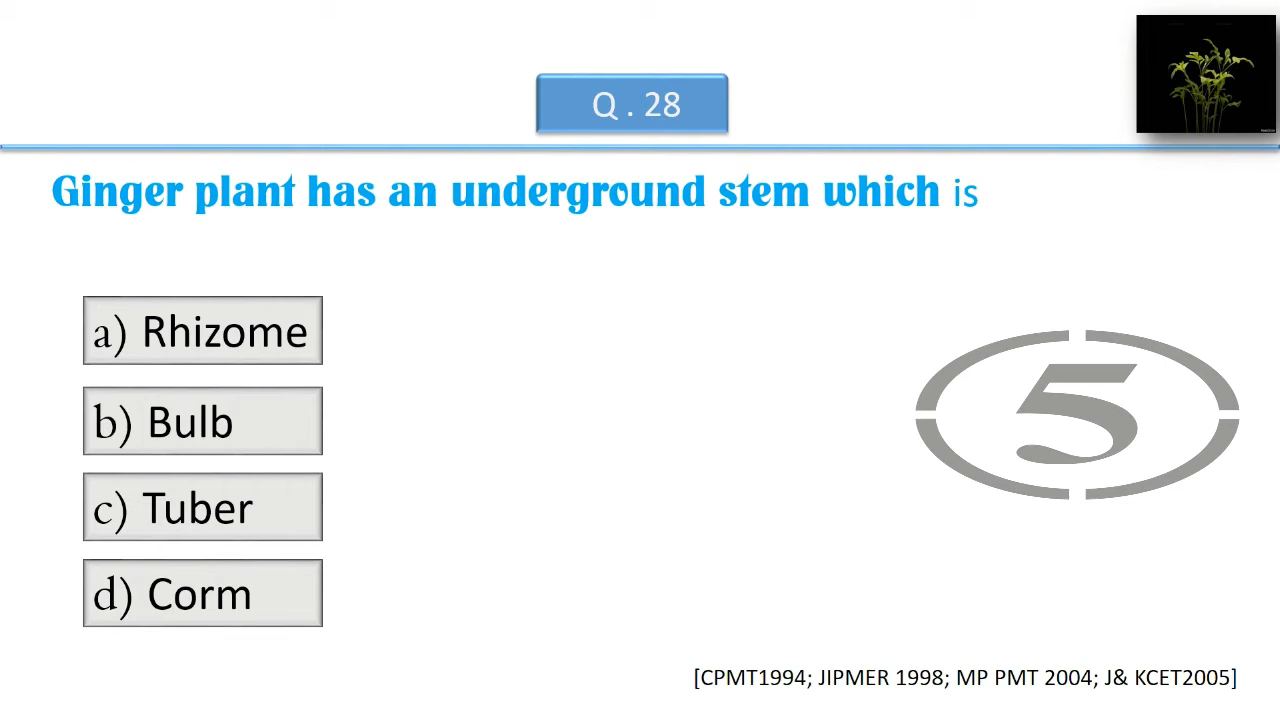 Q . 28
Ginger plant has an underground stem which is
a) Rhizome
b) Bulb
5
c) Tuber
d) Corm
[CPMT1994; JIPMER 1998; MP PMT 2004; J& KCET2005]